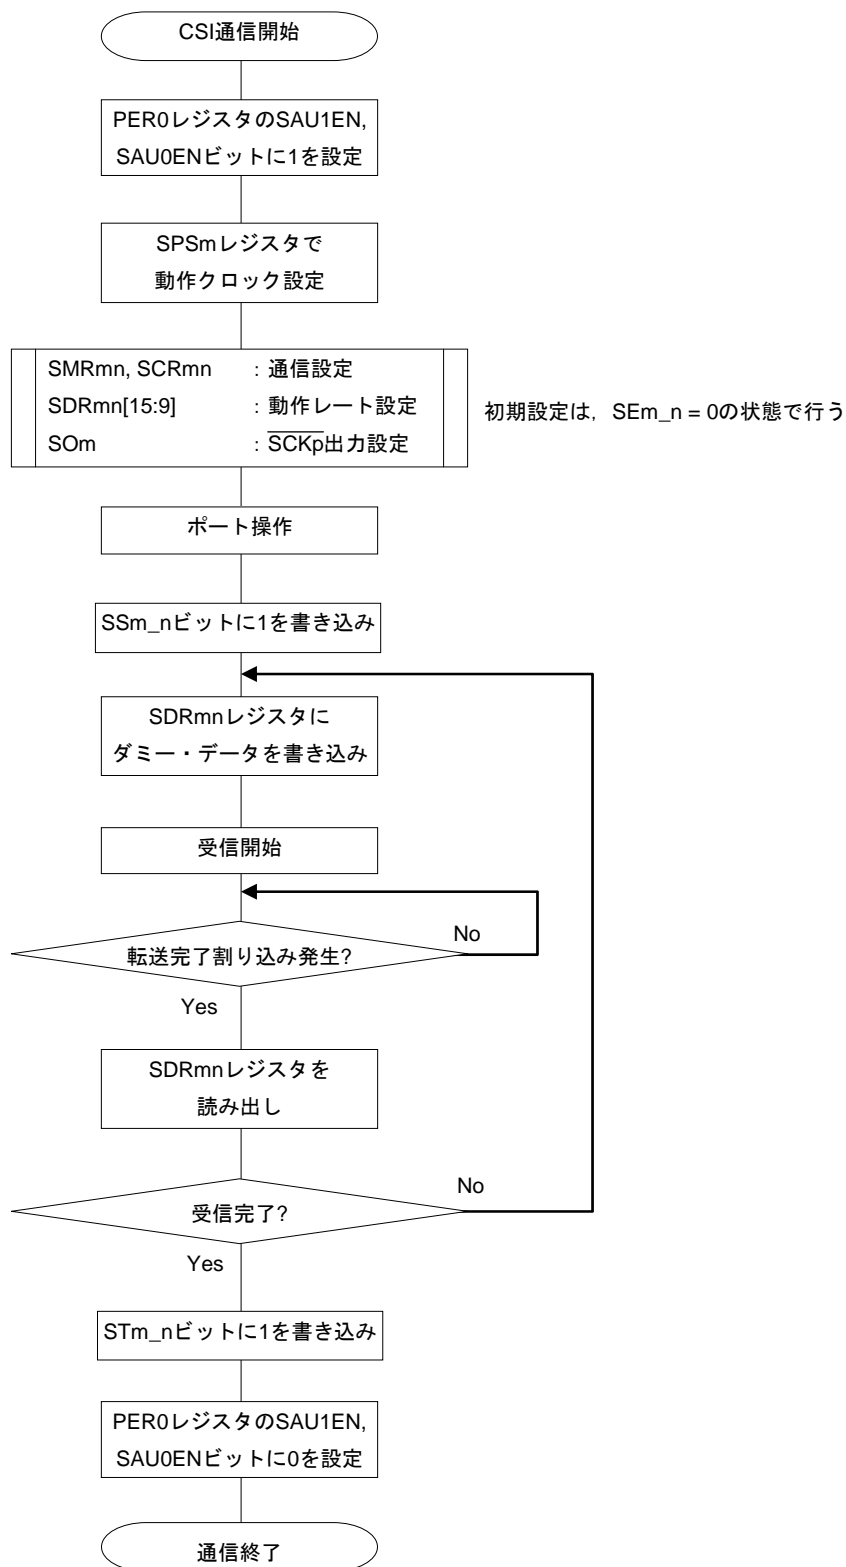 CSI通信開始
PER0レジスタのSAU1EN,
SAU0ENビットに1を設定
SPSmレジスタで
動作クロック設定
SMRmn, SCRmn : 通信設定
SDRmn[15:9] : 動作レート設定
SOm : SCKp出力設定
初期設定は，SEm_n = 0の状態で行う
ポート操作
SSm_nビットに1を書き込み
SDRmnレジスタに
ダミー・データを書き込み
受信開始
転送完了割り込み発生?
No
Yes
SDRmnレジスタを
読み出し
受信完了?
No
Yes
STm_nビットに1を書き込み
PER0レジスタのSAU1EN,
SAU0ENビットに0を設定
通信終了